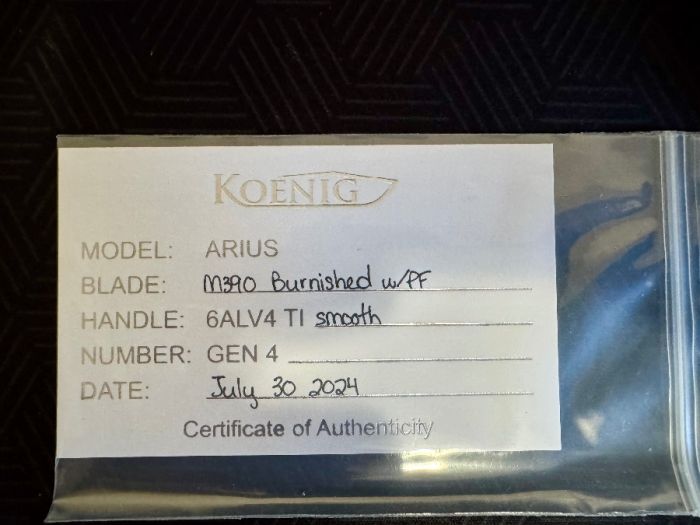 KOENIG
MODEL: ARIUS
BLADE: M390 Burnished w/PF
HANDLE: 6ALV4 TI smooth
NUMBER: GEN 4
DATE: July 30 2024
Certificate of Authenticity